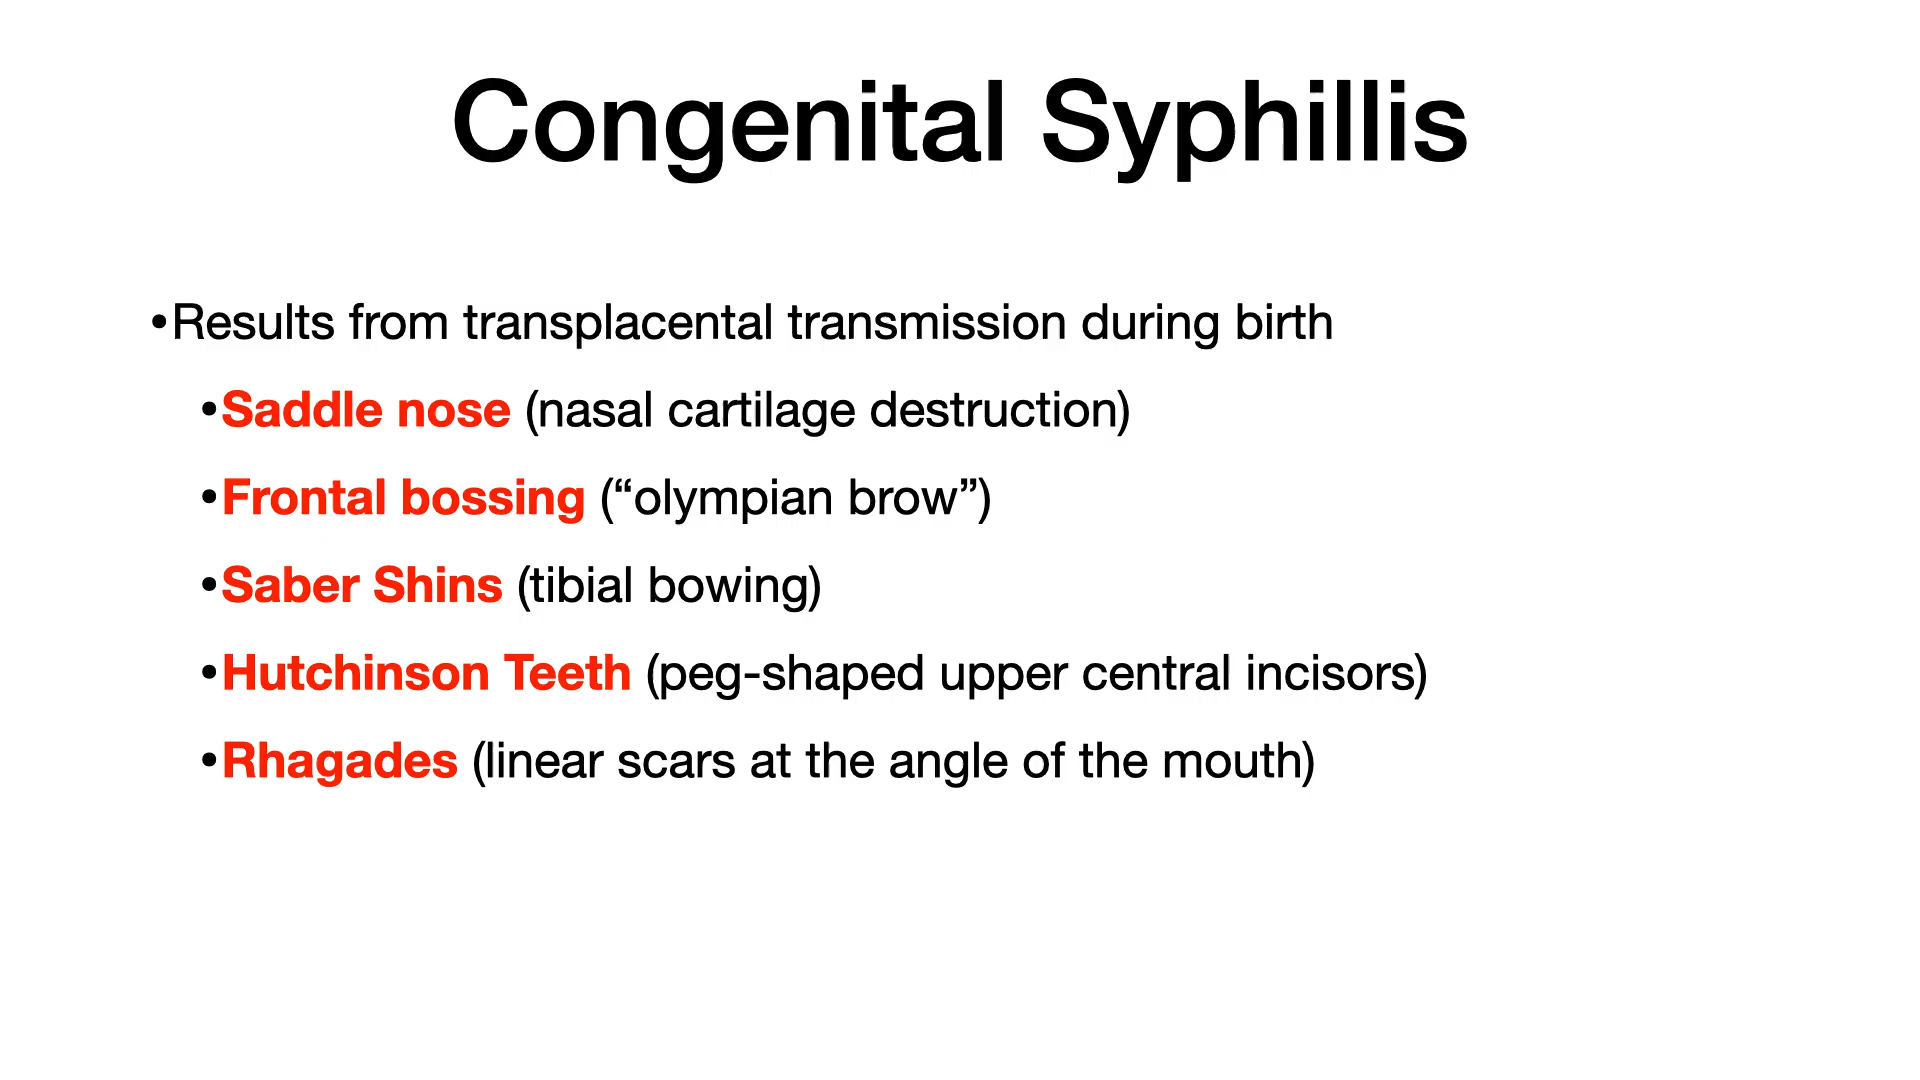 Congenital Syphillis
•Results from transplacental transmission during birth
•Saddle nose (nasal cartilage destruction)
•Frontal bossing (“olympian brow”)
•Saber Shins (tibial bowing)
•Hutchinson Teeth (peg-shaped upper central incisors)
•Rhagades (linear scars at the angle of the mouth)